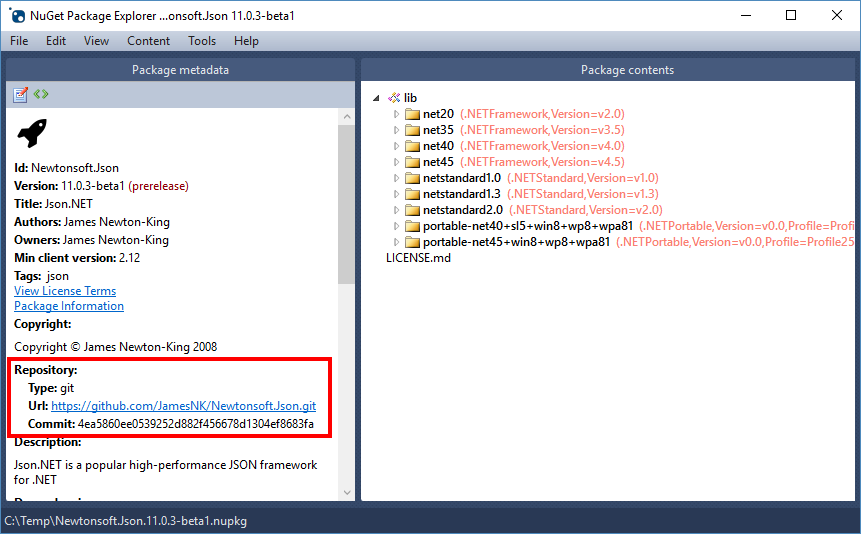 NuGet Package Explorer ...onsoft.Json 11.0.3-beta1
File Edit View Content Tools Help
Package metadata
Id: Newtonsoft.Json
Version: 11.0.3-beta1 (prerelease)
Title: Json.NET
Authors: James Newton-King
Owners: James Newton-King
Min client version: 2.12
Tags: json
View License Terms
Package Information
Copyright:
Copyright © James Newton-King 2008
Repository:
Type: git
Url: https://github.com/JamesNK/Newtonsoft.Json.git
Commit: 4ea5860ee0539252d882f456678d1304ef8683fa
Description:
Json.NET is a popular high-performance JSON framework
for .NET
Package contents
lib
net20 (.NETFramework,Version=v2.0)
net35 (.NETFramework,Version=v3.5)
net40 (.NETFramework,Version=v4.0)
net45 (.NETFramework,Version=v4.5)
netstandard1.0 (.NETStandard,Version=v1.0)
netstandard1.3 (.NETStandard,Version=v1.3)
netstandard2.0 (.NETStandard,Version=v2.0)
portable-net40+sl5+win8+wp8+wpa81 (.NETPortable,Version=v0.0,Profile=Profi
portable-net45+win8+wp8+wpa81 (.NETPortable,Version=v0.0,Profile=Profile25
LICENSE.md
C:\Temp\Newtonsoft.Json.11.0.3-beta1.nupkg